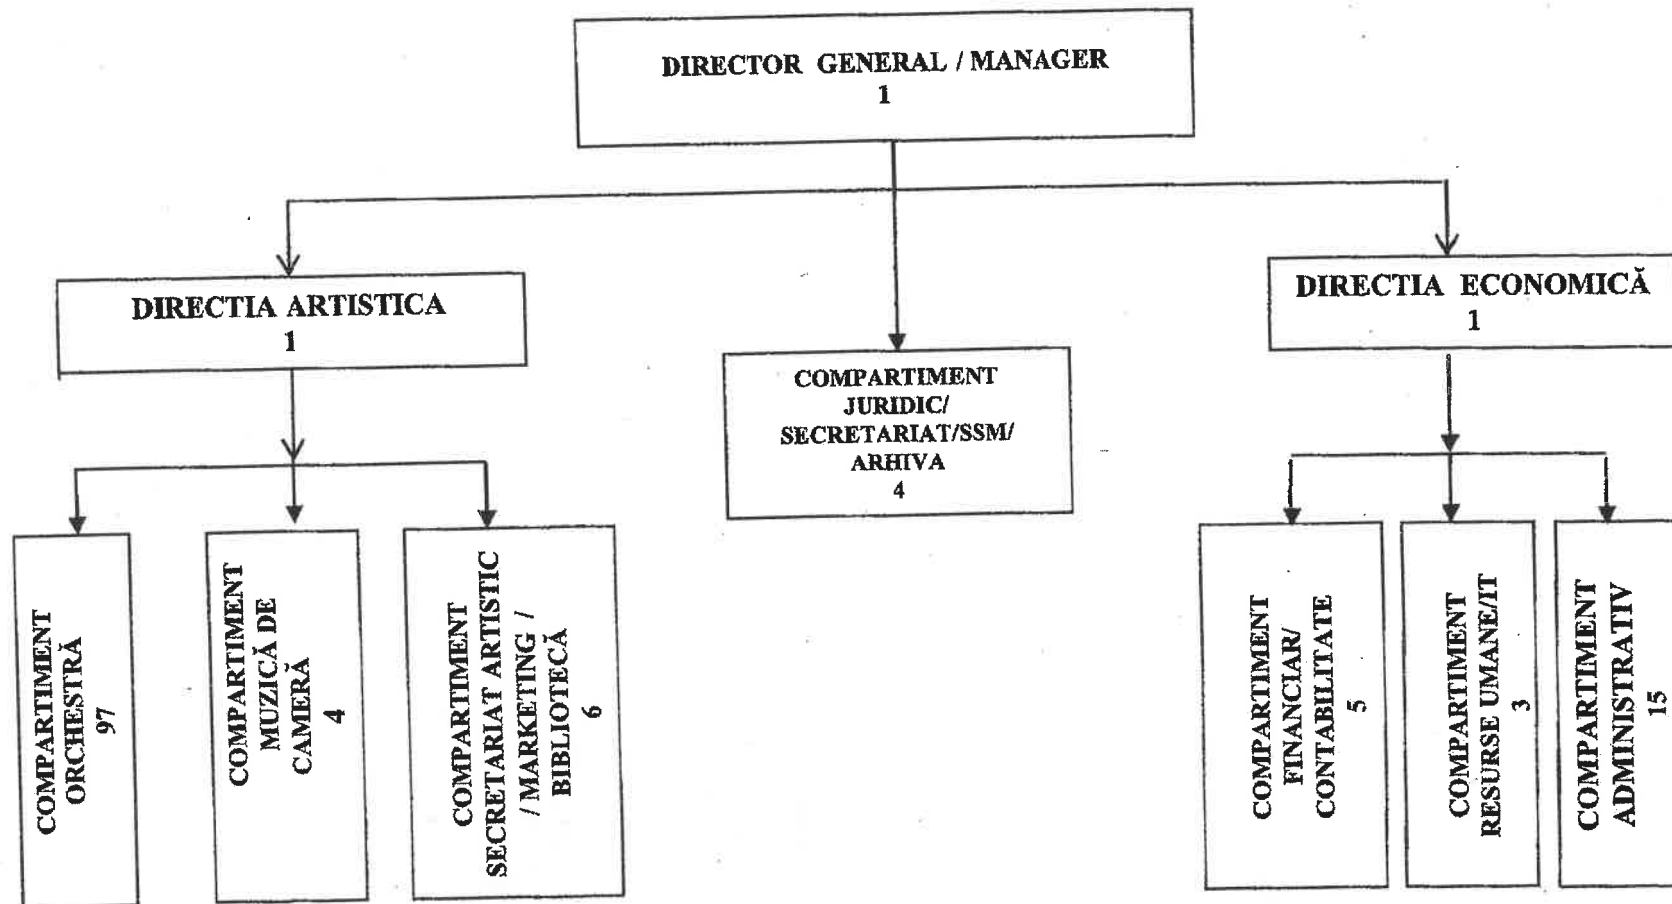 DIRECTOR GENERAL / MANAGER
1
DIRECTIA ARTISTICA
1
DIRECTIA ECONOMICĂ
1
COMPARTIMENT
JURIDIC/
SECRETARIAT/SSM/
ARHIVA
4
COMPARTIMENT
ORCHESTRĂ
97
COMPARTIMENT
MUZICĂ DE
CAMERĂ
4
COMPARTIMENT
SECRETARIAT ARTISTIC
/ MARKETING /
BIBLIOTECĂ
6
COMPARTIMENT
FINANCIAR/
CONTABILITATE
5
COMPARTIMENT
RESURSE UMANE/IT
3
COMPARTIMENT
ADMINISTRATIV
15